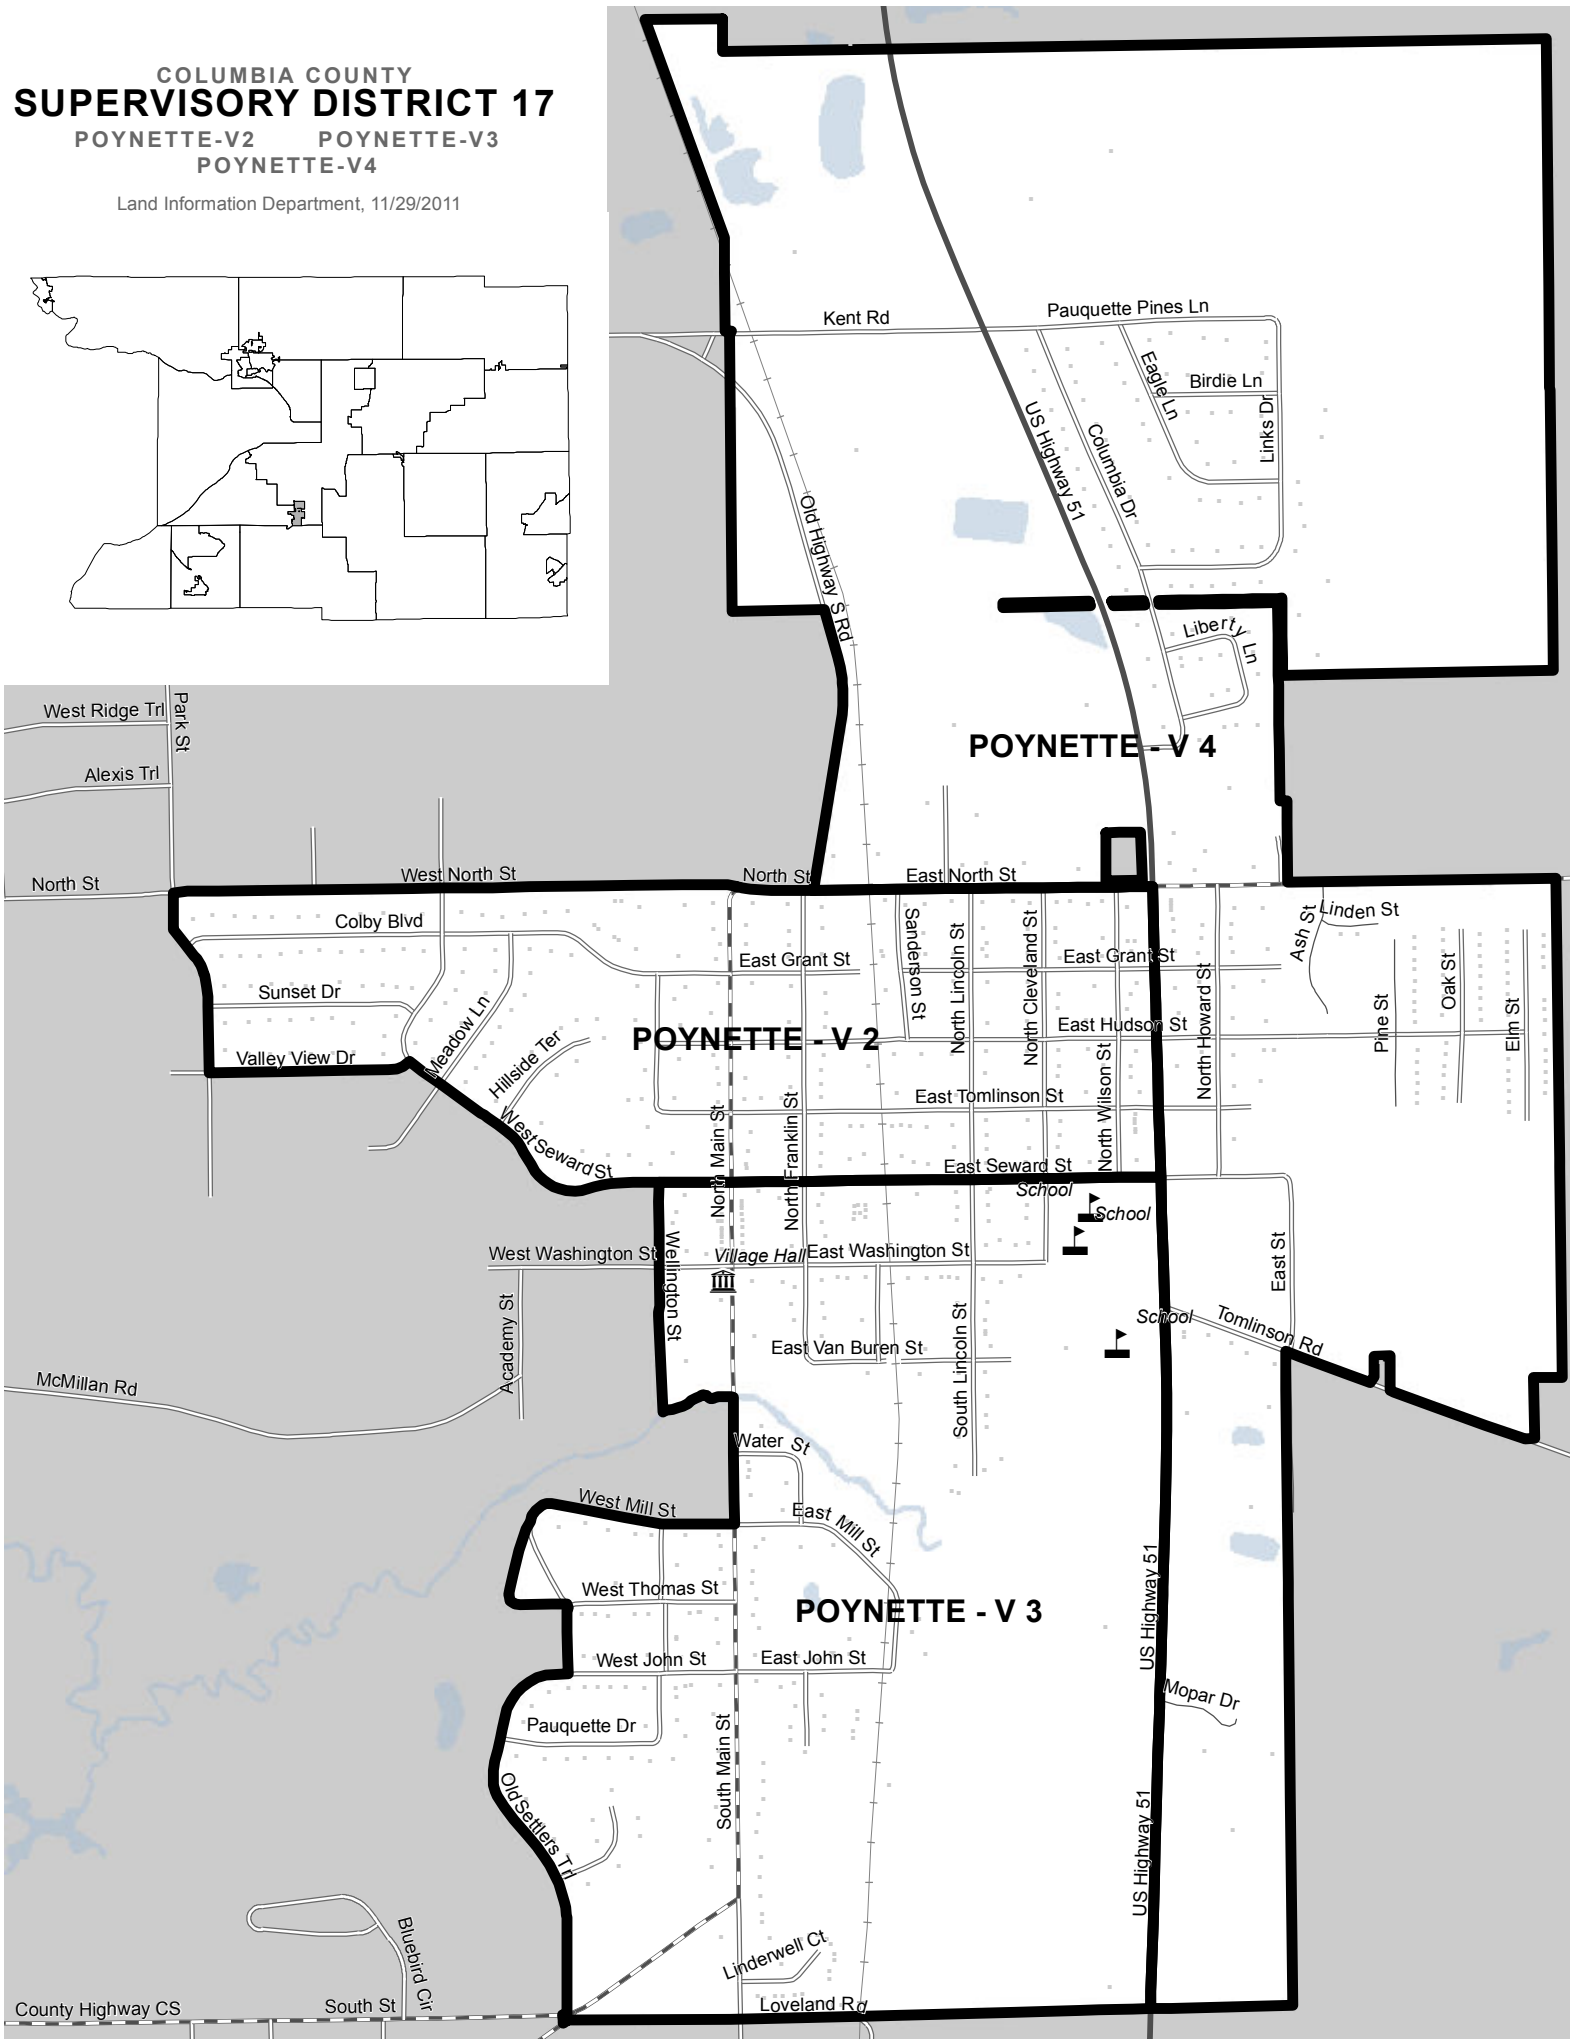 COLUMBIA COUNTY
SUPERVISORY DISTRICT 17
POYNETTE-V2 POYNETTE-V3
POYNETTE-V4
Land Information Department, 11/29/2011
Kent Rd
Pauquette Pines Ln
Eagle Ln
Birdie Ln
Links Dr
US Highway 51
Columbia Dr
Old Highway S Rd
Liberty Ln
POYNETTE - V 4
West Ridge Trl
Park St
Alexis Trl
North St
West North St
North St
East North St
Colby Blvd
Sunset Dr
Valley View Dr
Meadow Ln
Hillside Ter
West Seward St
East Grant St
Sanderson St
North Lincoln St
North Cleveland St
East Grant St
North Howard St
Ash St
Linden St
Pine St
Oak St
Elm St
POYNETTE - V 2
East Hudson St
East Tomlinson St
North Wilson St
North Main St
North Franklin St
East Seward St
School
School
West Washington St
Wellington St
Village Hall
East Washington St
East St
Academy St
East Van Buren St
South Lincoln St
School
Tomlinson Rd
McMillan Rd
Water St
West Mill St
East Mill St
US Highway 51
West Thomas St
POYNETTE - V 3
West John St
East John St
Mopar Dr
Pauquette Dr
South Main St
Old Settlers Trl
US Highway 51
Bluebird Cir
Linderwell Ct
County Highway CS
South St
Loveland Rd